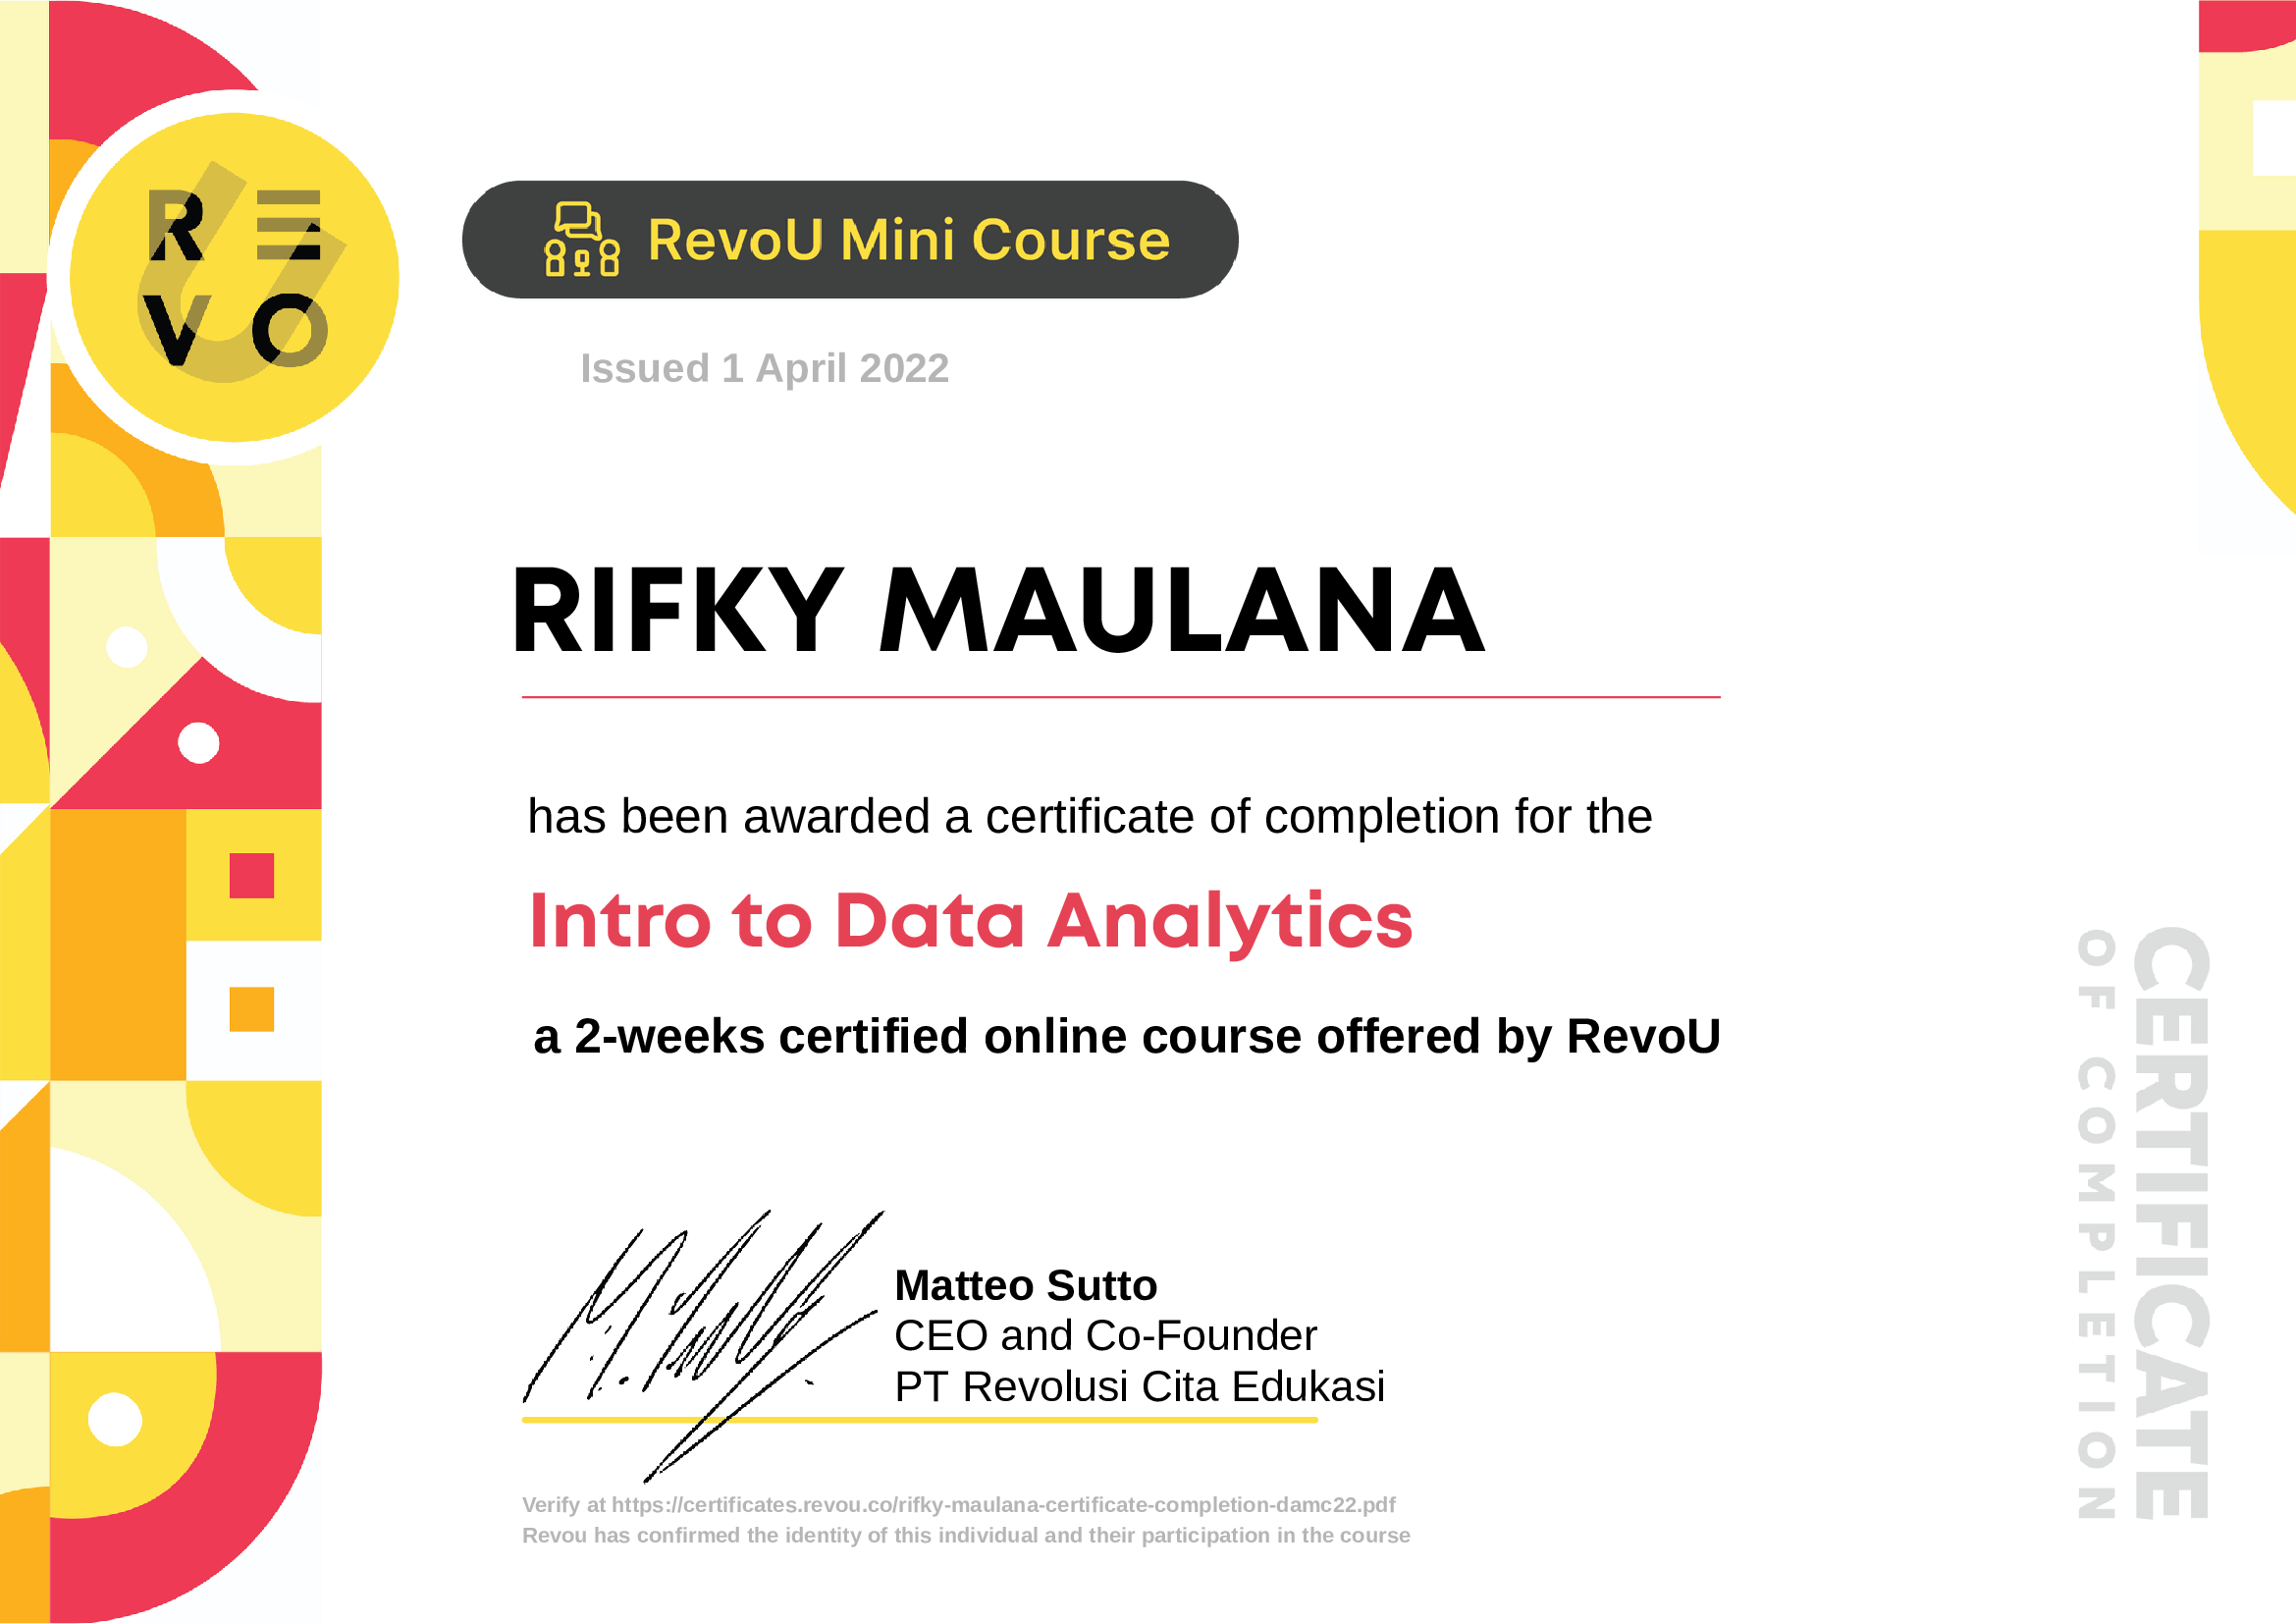 RE
VO
RevoU Mini Course
Issued 1 April 2022
RIFKY MAULANA
has been awarded a certificate of completion for the
Intro to Data Analytics
a 2-weeks certified online course offered by RevoU
Matteo Sutto
CEO and Co-Founder
PT Revolusi Cita Edukasi
Verify at https://certificates.revou.co/rifky-maulana-certificate-completion-damc22.pdf
Revou has confirmed the identity of this individual and their participation in the course
CERTIFICATE
OF COMPLETION